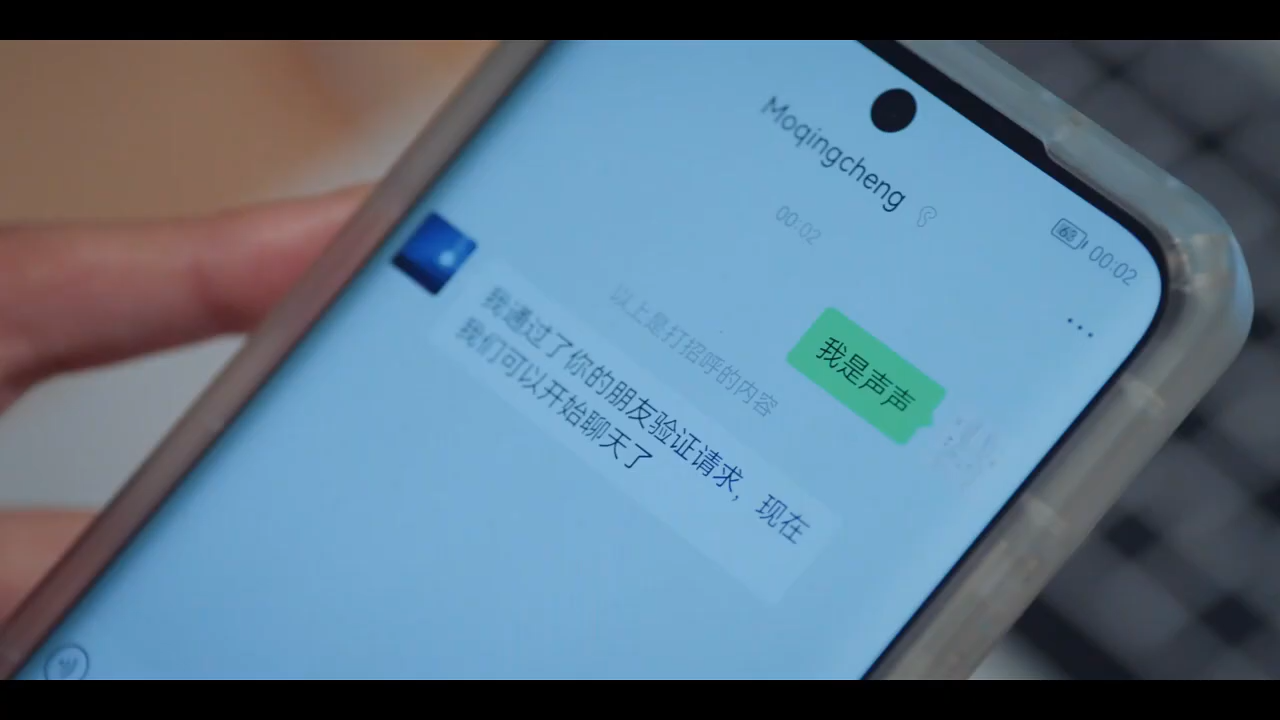 63 00:02
Moqingcheng
00:02
我是声声
以上是打招呼的内容
我通过了你的朋友验证请求，现在
我们可以开始聊天了